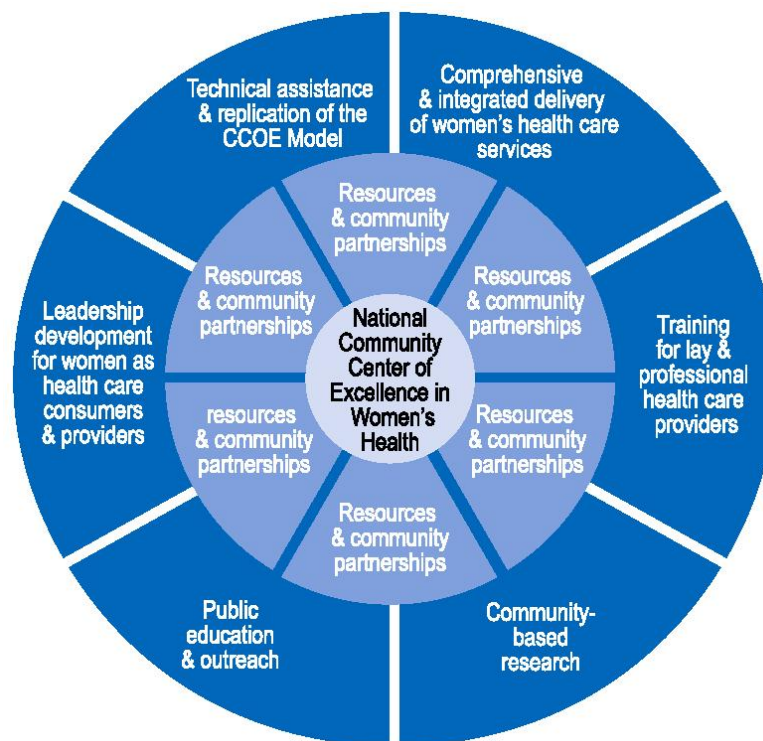 Technical assistance
& replication of the
CCOE Model
Comprehensive
& integrated delivery
of women's health care
services
Training
for lay &
professional
health care
providers
Community-
based
research
Public
education
& outreach
Leadership
development
for women as
health care
consumers
& providers
Resources
& community
partnerships
Resources
& community
partnerships
Resources
& community
partnerships
Resources
& community
partnerships
resources
& community
partnerships
Resources
& community
partnerships
National
Community
Center of
Excellence in
Women's
Health